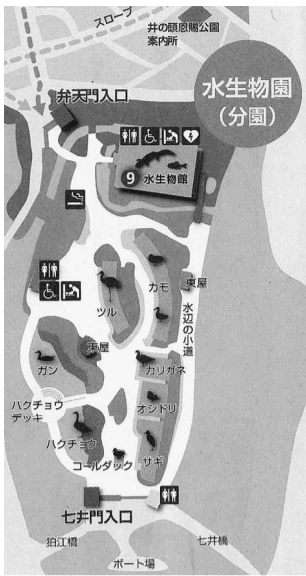 スロープ
井の頭恩賜公園
案内所
水生物園
(分園)
弁天門入口
9 水生物館
カモ
東屋
ツル
水辺の小道
東屋
ガン
カリガネ
ハクチョウ
デッキ
オシドリ
ハクチョウ
コールダック
サギ
七井門入口
狛江橋
七井橋
ボート場